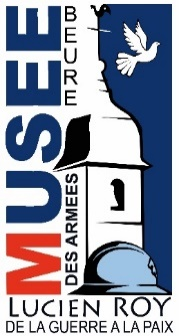 MUSEE
BEURE
DES ARMEES
LUCIEN ROY
DE LA GUERRE A LA PAIX